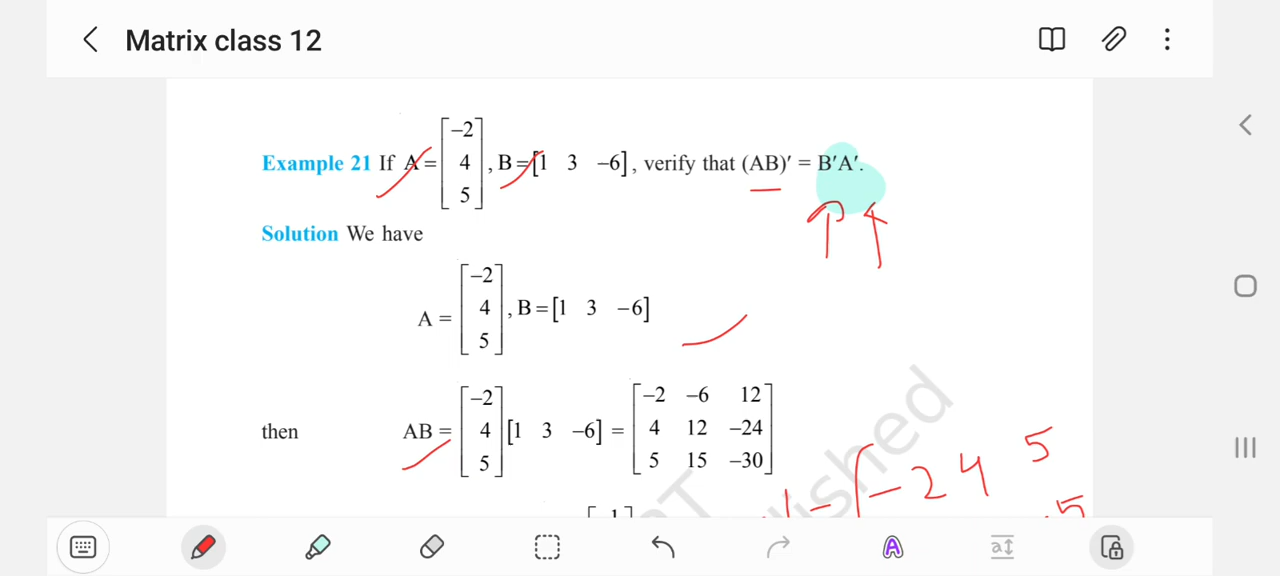 Matrix class 12
Example 21 If A = [−2 4 5], B = [1 3 −6], verify that (AB)′ = B′A′.
Solution We have
A = [−2 4 5], B = [1 3 −6]
then AB = [−2 4 5] [1 3 −6] = [−2 −6 12 4 12 −24 5 15 −30]
[−2 4 5